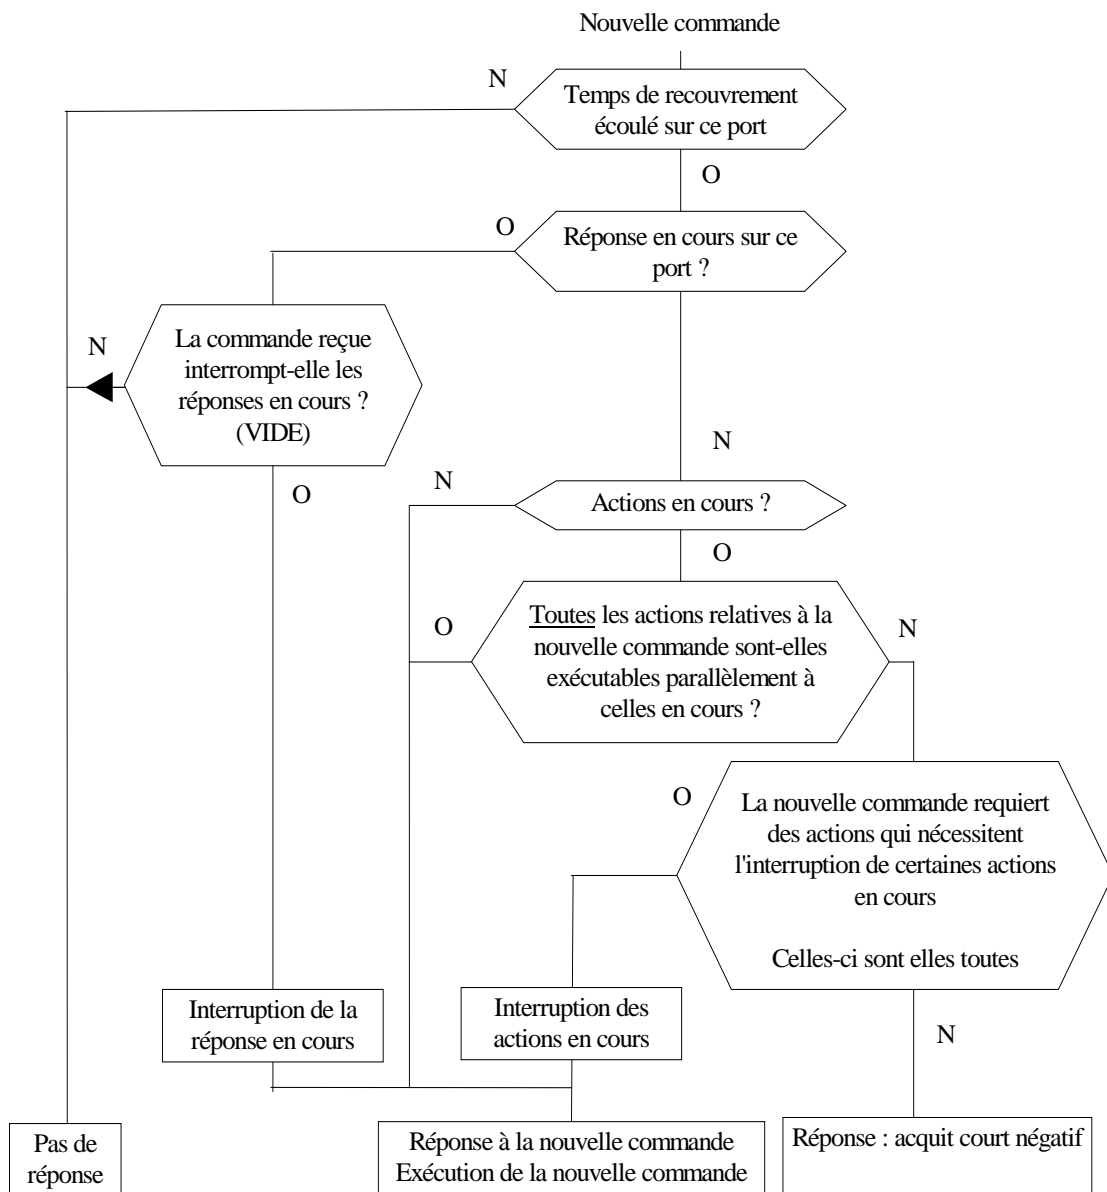 Nouvelle commande
N
Temps de recouvrement
écoulé sur ce port
O
O
Réponse en cours sur ce
port ?
N
La commande reçue
interrompt-elle les
réponses en cours ?
(VIDE)
N
O
N
Actions en cours ?
O
O
Toutes les actions relatives à la
nouvelle commande sont-elles
exécutables parallèlement à
celles en cours ?
N
O
La nouvelle commande requiert
des actions qui nécessitent
l'interruption de certaines actions
en cours
Celles-ci sont elles toutes
Interruption de la
réponse en cours
Interruption des
actions en cours
N
Pas de
réponse
Réponse à la nouvelle commande
Exécution de la nouvelle commande
Réponse : acquit court négatif